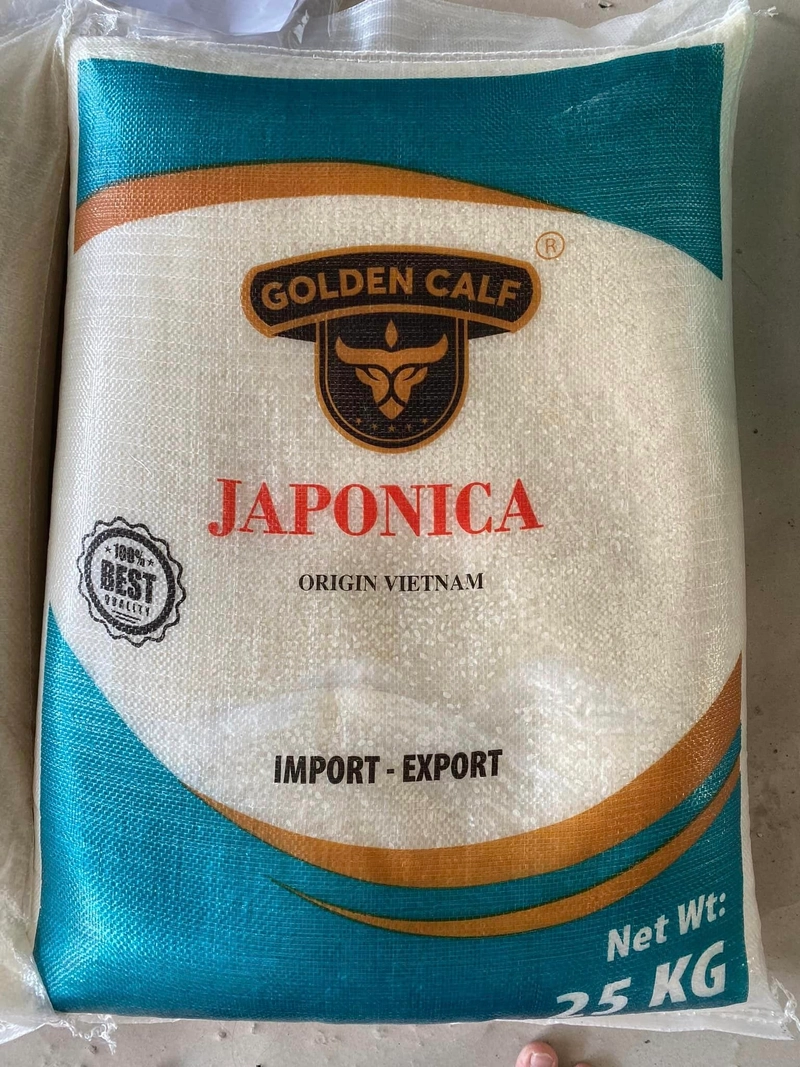 GOLDEN CALF
®
JAPONICA
ORIGIN VIETNAM
100%
BEST
QUALITY
IMPORT - EXPORT
Net Wt:
25 KG